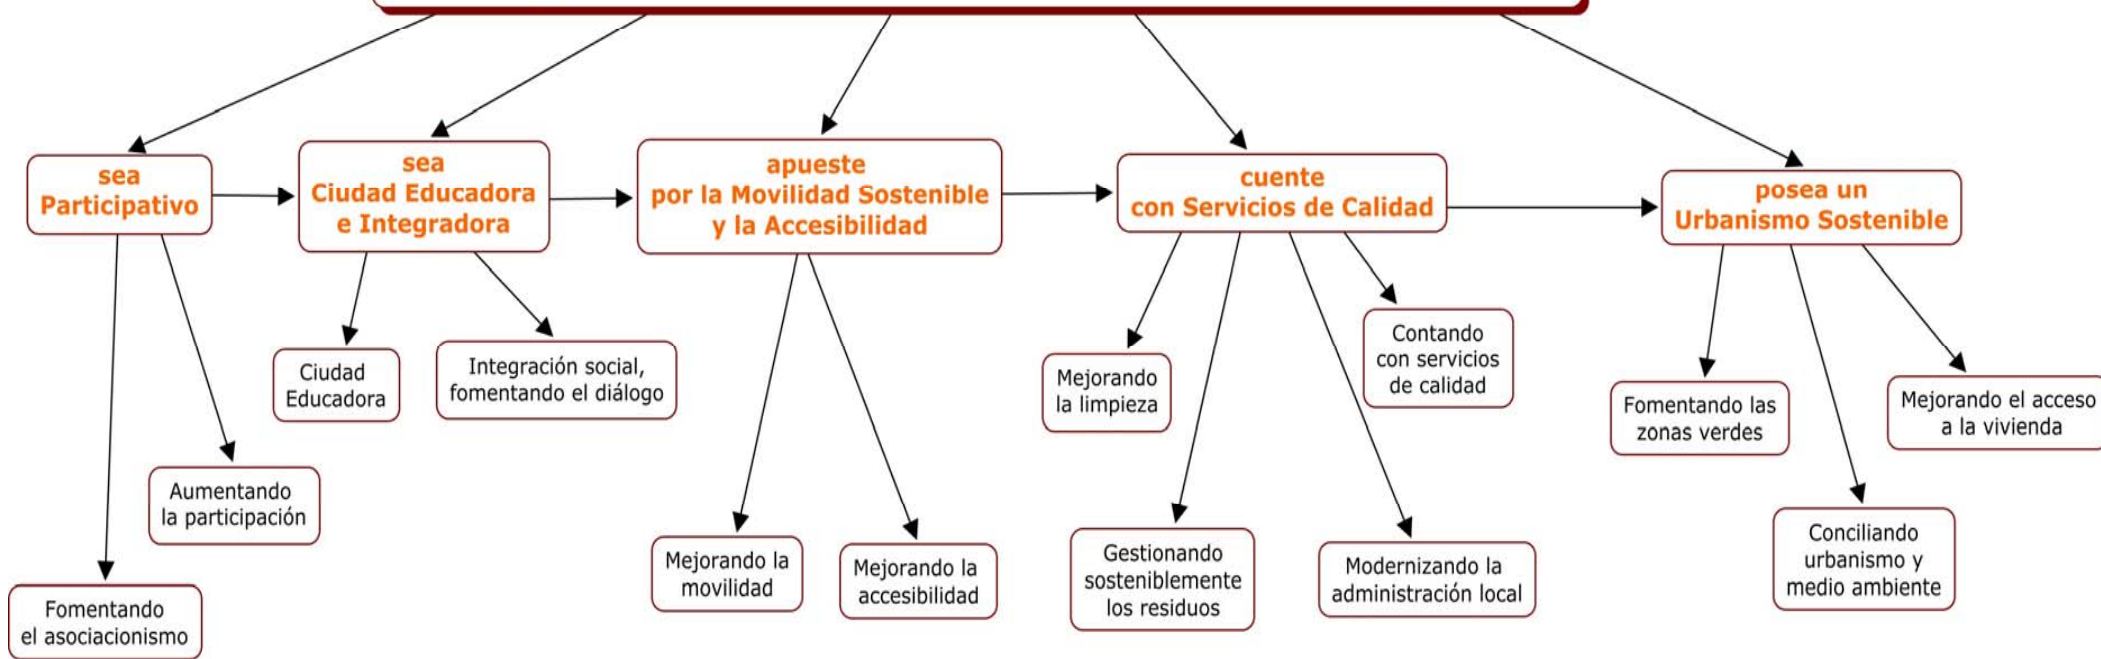 sea
Participativo
sea
Ciudad Educadora
e Integradora
apueste
por la Movilidad Sostenible
y la Accesibilidad
cuente
con Servicios de Calidad
posea un
Urbanismo Sostenible
Fomentando
el asociacionismo
Aumentando
la participación
Ciudad
Educadora
Integración social,
fomentando el diálogo
Mejorando la
movilidad
Mejorando la
accesibilidad
Mejorando
la limpieza
Gestionando
sosteniblemente
los residuos
Modernizando la
administración local
Contando
con servicios
de calidad
Fomentando las
zonas verdes
Conciliando
urbanismo y
medio ambiente
Mejorando el acceso
a la vivienda